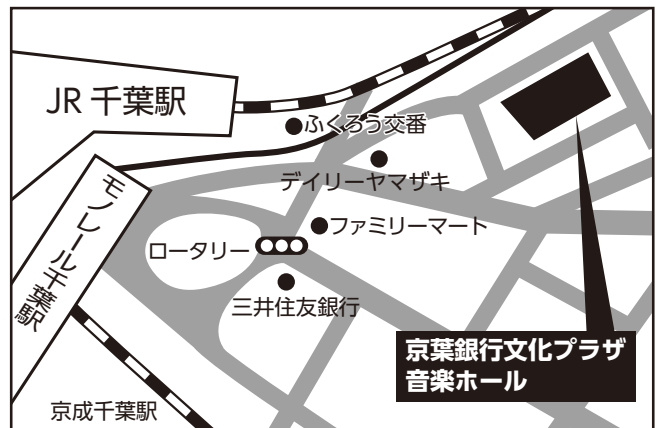 JR 千葉駅
ふくろう交番
デイリーヤマザキ
モノレール千葉駅
ファミリーマート
ロータリー
三井住友銀行
京葉銀行文化プラザ
音楽ホール
京成千葉駅